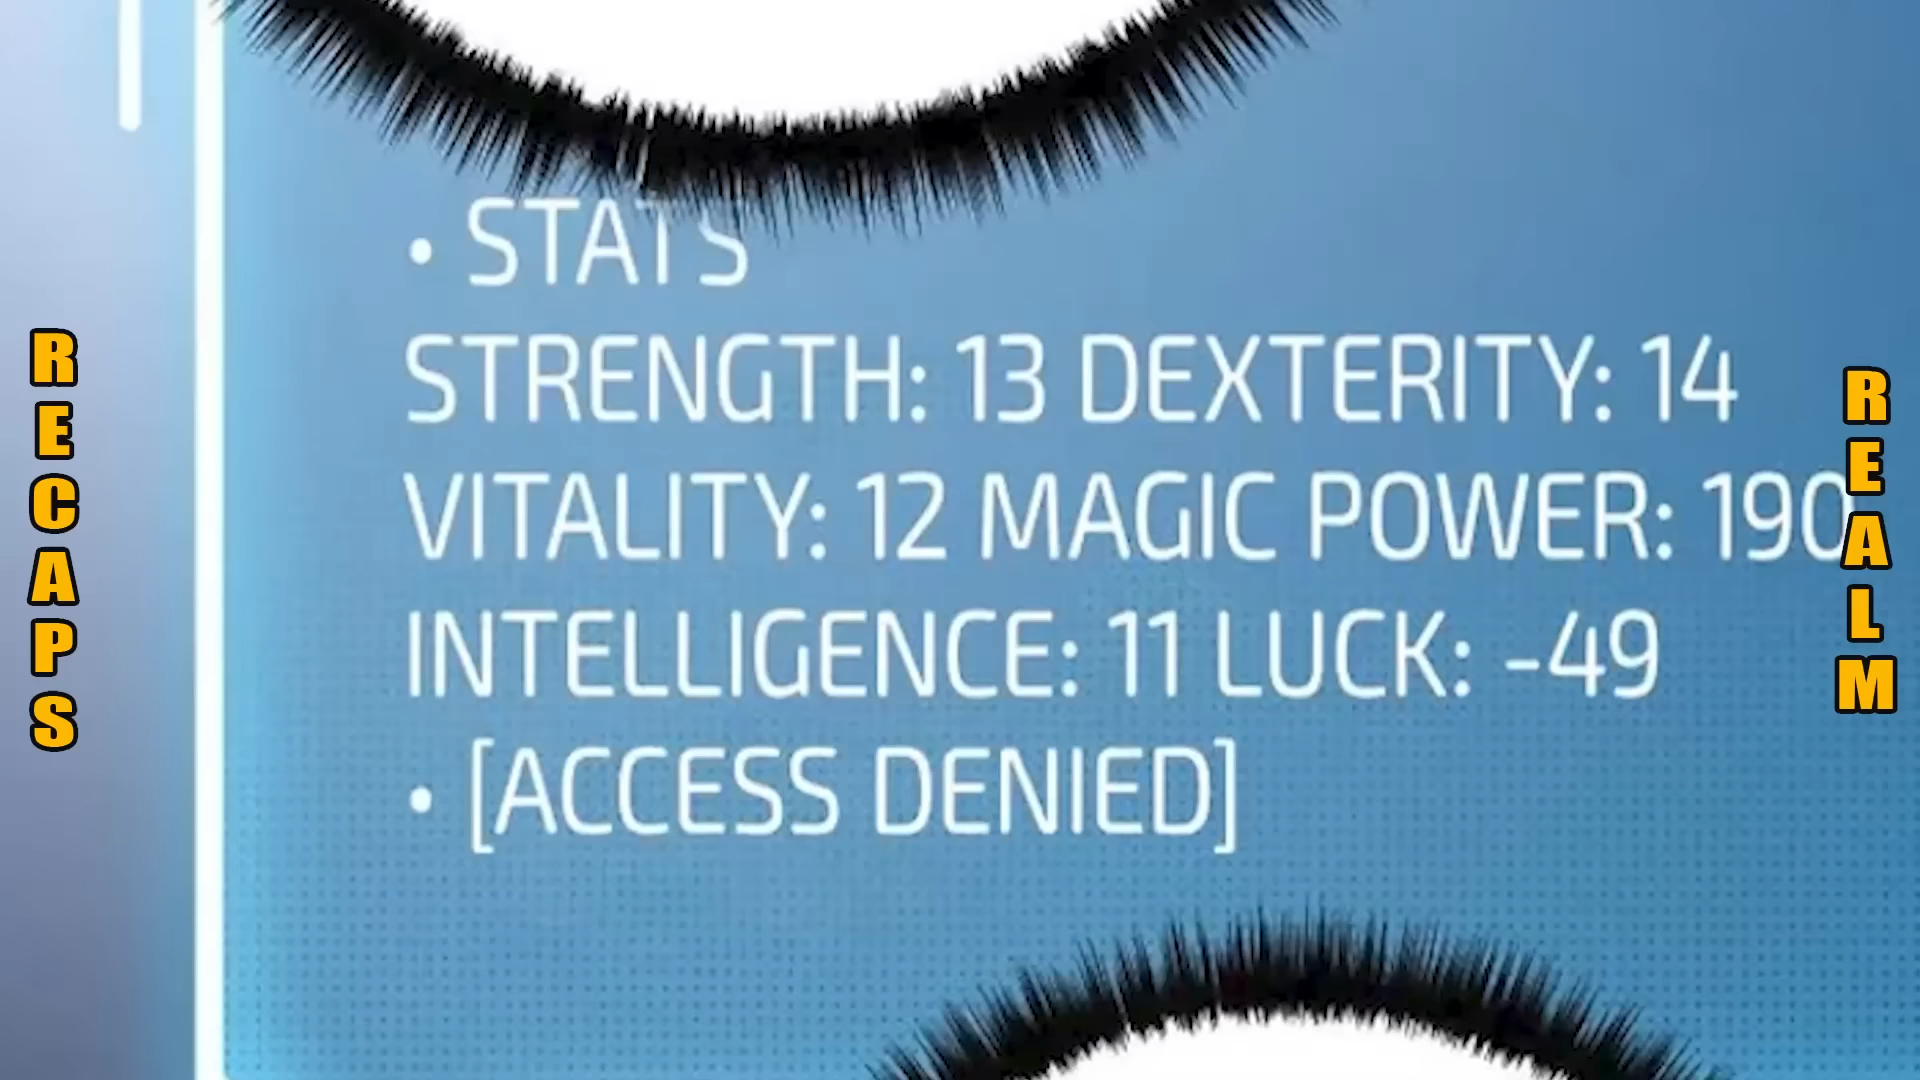 • STATS
STRENGTH: 13 DEXTERITY: 14
VITALITY: 12 MAGIC POWER: 190
INTELLIGENCE: 11 LUCK: -49
• [ACCESS DENIED]
RECAPS
REALM